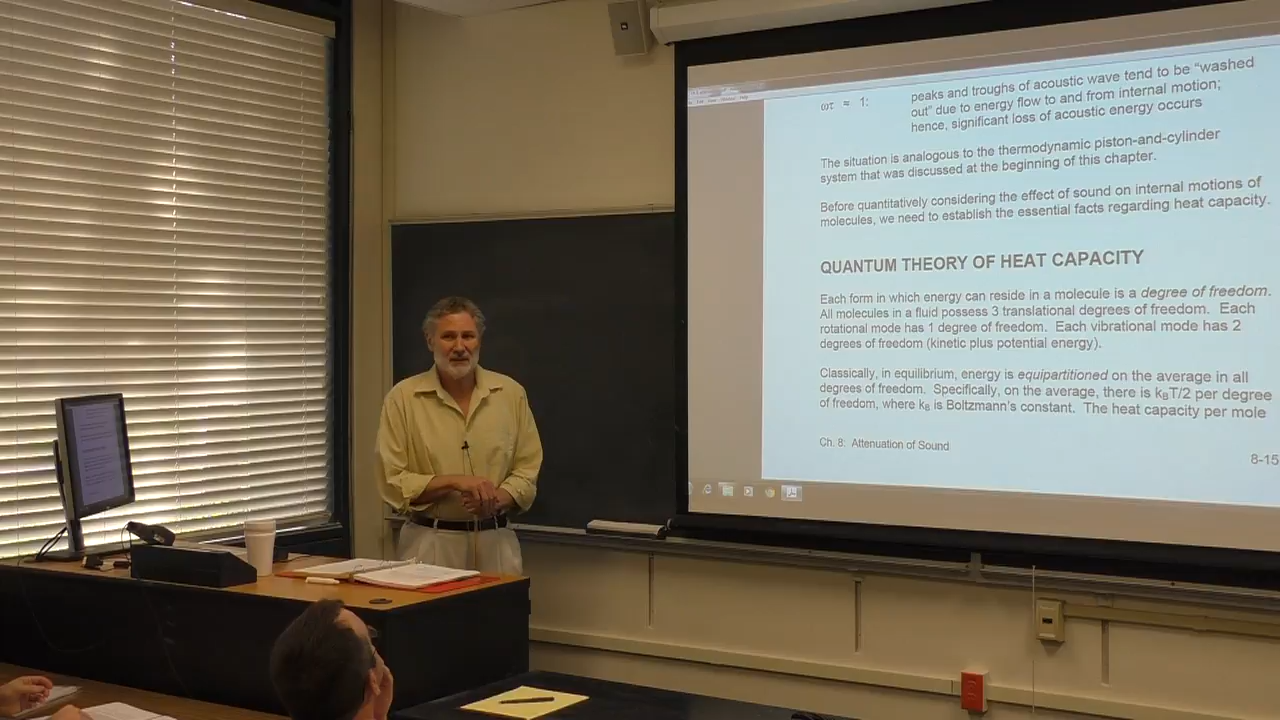 ωτ ≈ 1: peaks and troughs of acoustic wave tend to be "washed
out" due to energy flow to and from internal motion;
hence, significant loss of acoustic energy occurs
The situation is analogous to the thermodynamic piston-and-cylinder
system that was discussed at the beginning of this chapter.
Before quantitatively considering the effect of sound on internal motions of
molecules, we need to establish the essential facts regarding heat capacity.
QUANTUM THEORY OF HEAT CAPACITY
Each form in which energy can reside in a molecule is a degree of freedom.
All molecules in a fluid possess 3 translational degrees of freedom. Each
rotational mode has 1 degree of freedom. Each vibrational mode has 2
degrees of freedom (kinetic plus potential energy).
Classically, in equilibrium, energy is equipartitioned on the average in all
degrees of freedom. Specifically, on the average, there is kBT/2 per degree
of freedom, where kB is Boltzmann's constant. The heat capacity per mole
Ch. 8: Attenuation of Sound
8-15